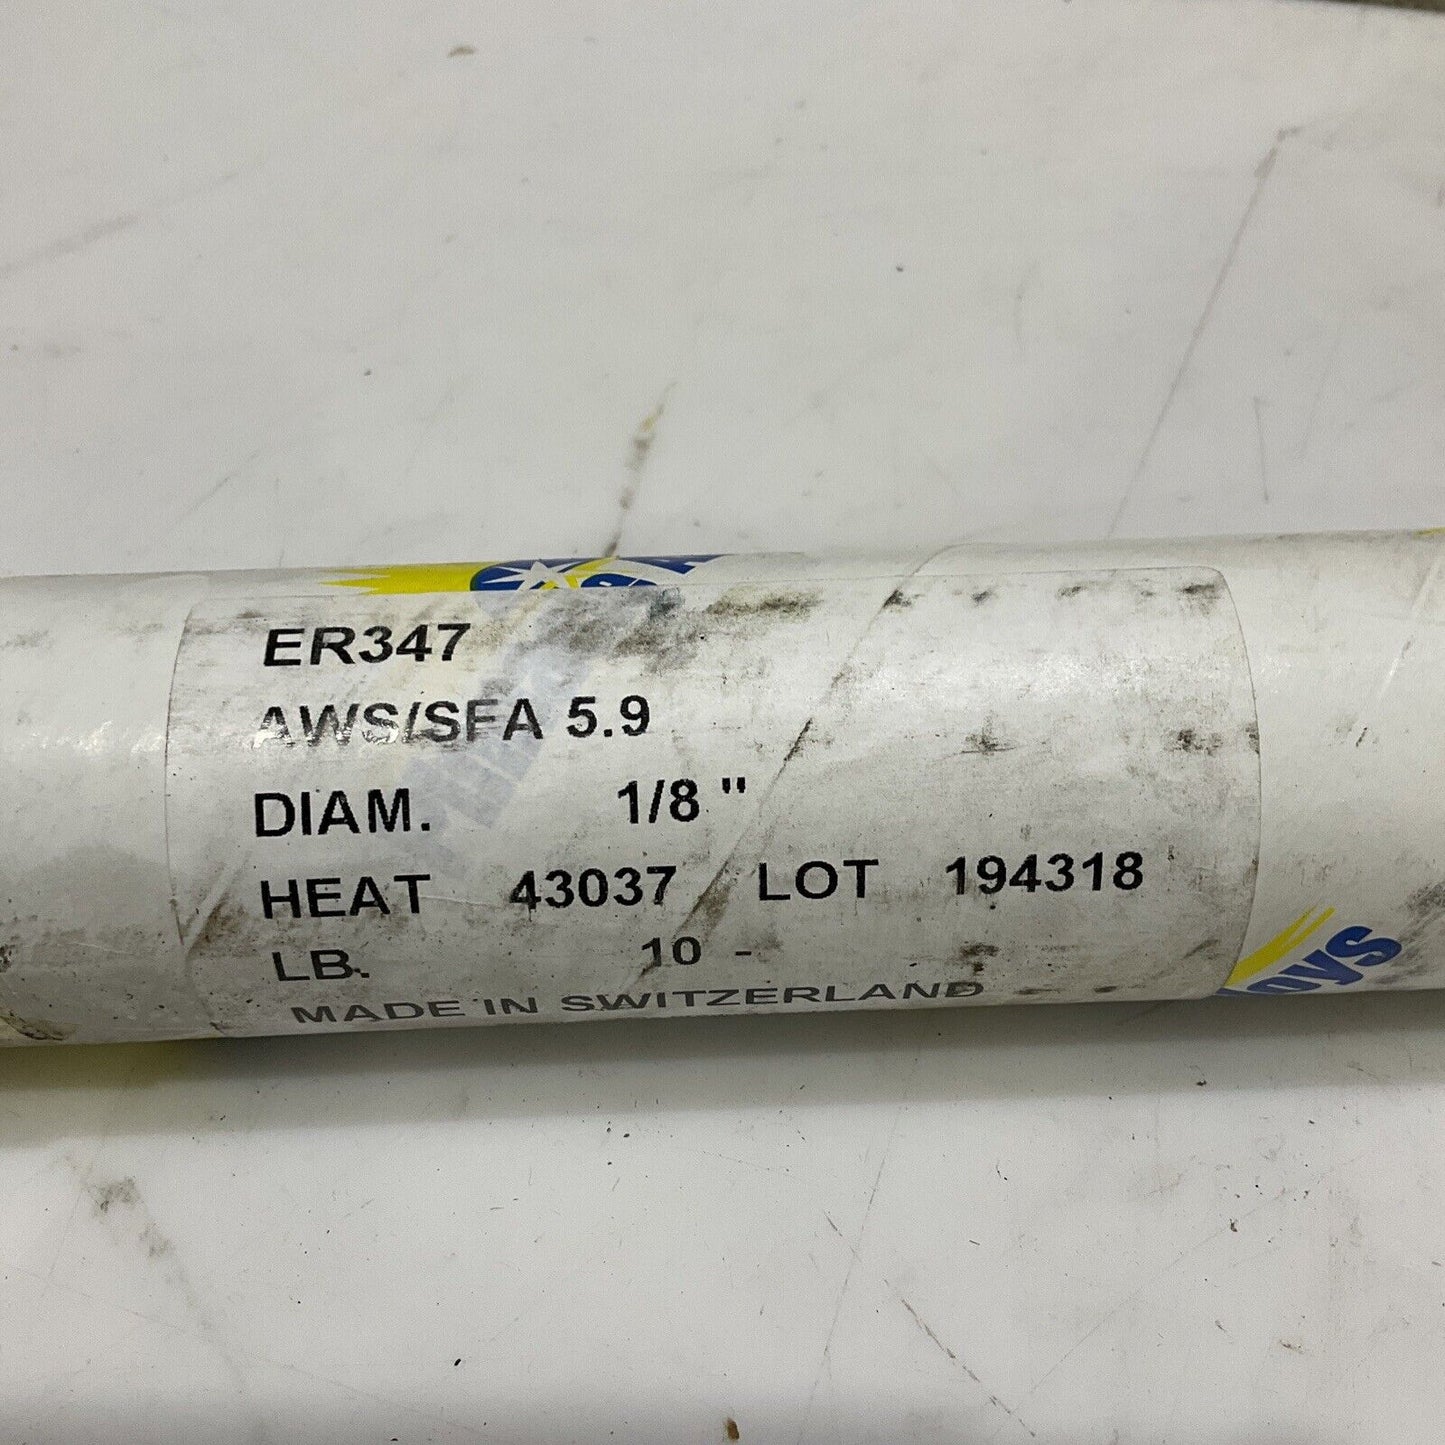 ER347
AWS/SFA 5.9
DIAM. 1/8 "
HEAT 43037 LOT 194318
LB. 10 -
MADE IN SWITZERLAND